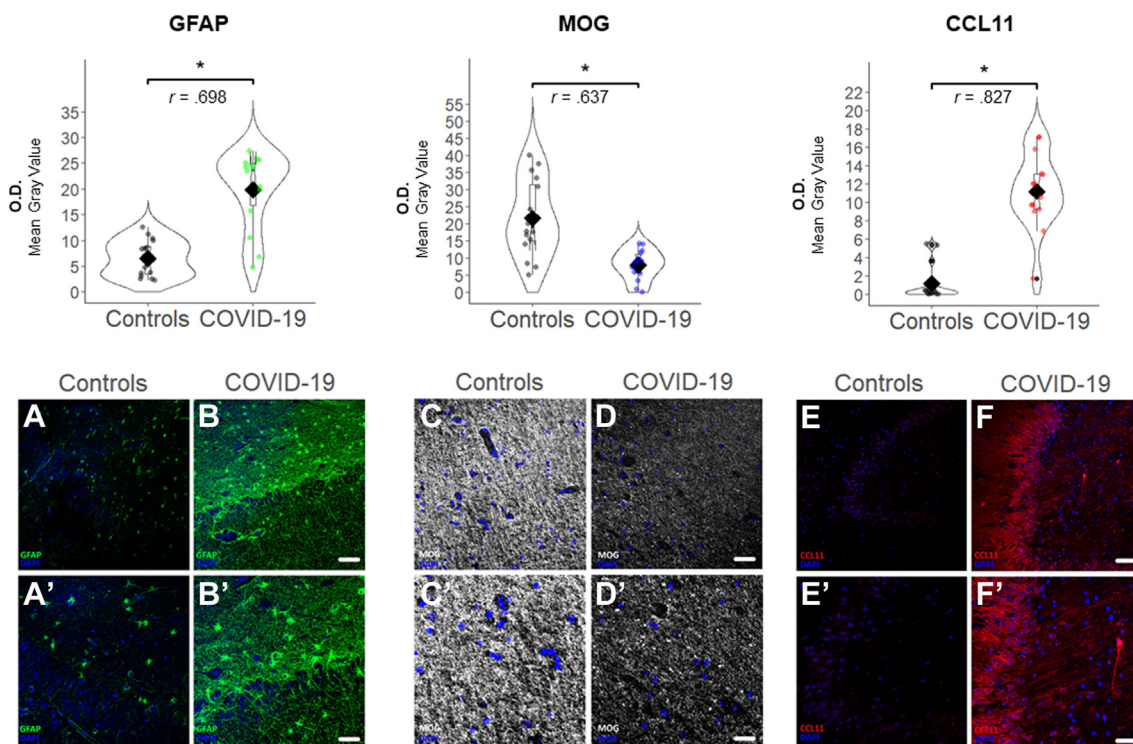 GFAP
*
r = .698
35
30
25
20
15
10
5
0
O.D.
Mean Gray Value
Controls COVID-19
MOG
*
r = .637
55
50
45
40
35
30
25
20
15
10
5
0
O.D.
Mean Gray Value
Controls COVID-19
CCL11
*
r = .827
22
20
18
16
14
12
10
8
6
4
2
0
O.D.
Mean Gray Value
Controls COVID-19
Controls COVID-19
A
GFAP
DAPI
B
GFAP
DAPI
A’
GFAP
DAPI
B’
GFAP
DAPI
Controls COVID-19
C
MOG
DAPI
D
MOG
DAPI
C’
MOG
DAPI
D’
MOG
DAPI
Controls COVID-19
E
CCL11
DAPI
F
CCL11
DAPI
E’
CCL11
DAPI
F’
CCL11
DAPI